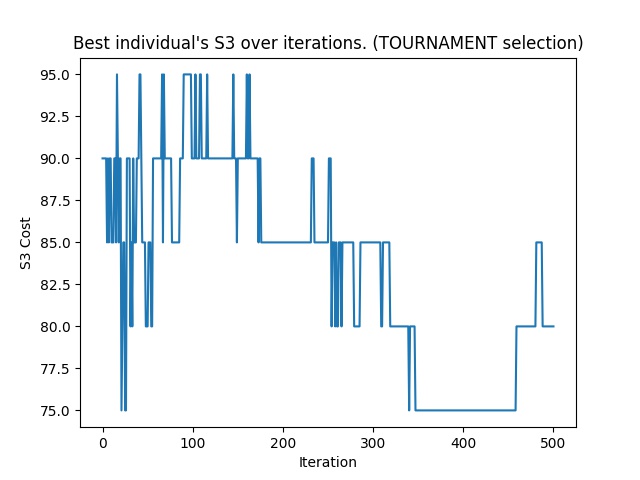 Best individual's S3 over iterations. (TOURNAMENT selection)
95.0
92.5
90.0
87.5
85.0
82.5
80.0
77.5
75.0
S3 Cost
0 100 200 300 400 500
Iteration